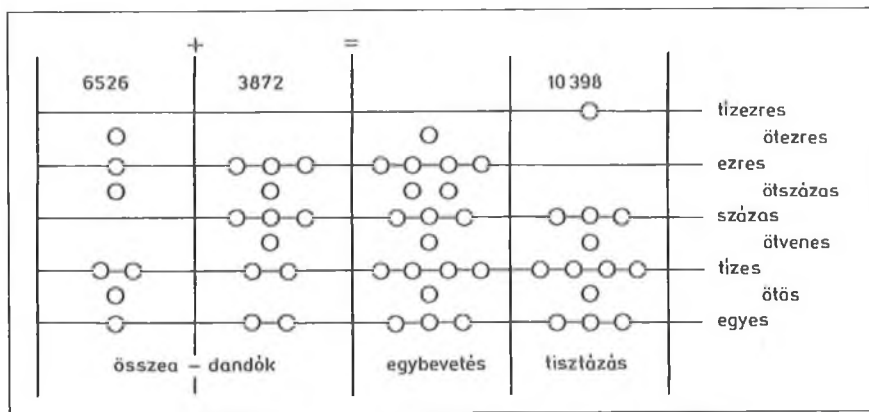 + =
6526 3872 10 398
tízezres
ötezres
ezres
ötszázas
százas
ötvenes
tízes
ötös
egyes
összea – dandók egybevetés tisztázás